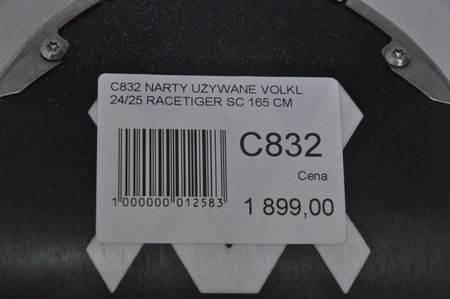 C832 NARTY UŻYWANE VOLKL
24/25 RACETIGER SC 165 CM
C832
Cena
1 000000 012583
1 899,00